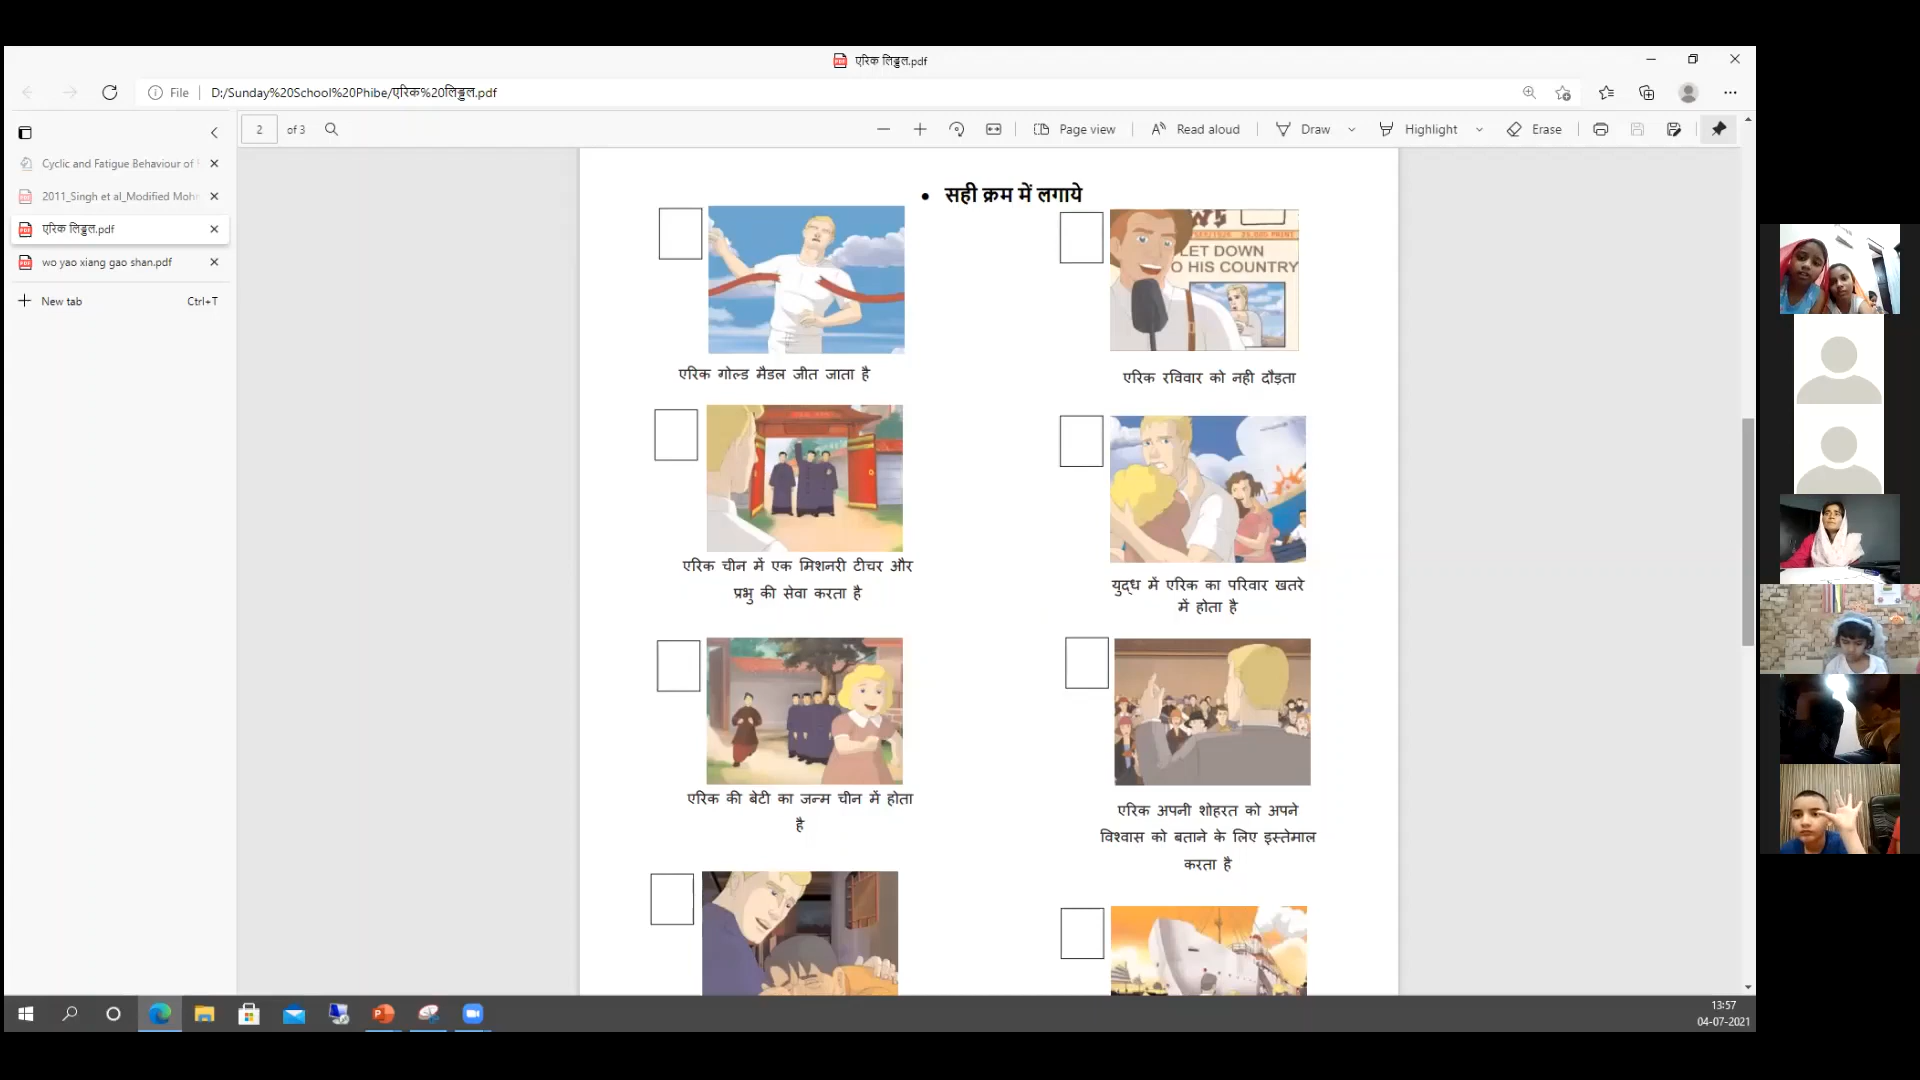 एरिक लिड्डल.pdf
File
D:/Sunday%20School%20Phibe/एरिक%20लिड्डल.pdf
2 of 3
Page view
Read aloud
Draw
Highlight
Erase
Cyclic and Fatigue Behaviour of
2011_Singh et al_Modified Moh
एरिक लिड्डल.pdf
wo yao xiang gao shan.pdf
New tab
Ctrl+T
• सही क्रम में लगाये
LET DOWN
O HIS COUNTRY
एरिक गोल्ड मैडल जीत जाता है
एरिक रविवार को नही दौड़ता
एरिक चीन में एक मिशनरी टीचर और
प्रभु की सेवा करता है
युद्ध में एरिक का परिवार खतरे
में होता है
एरिक की बेटी का जन्म चीन में होता
है
एरिक अपनी शोहरत को अपने
विश्वास को बताने के लिए इस्तेमाल
करता है
13:57
04-07-2021